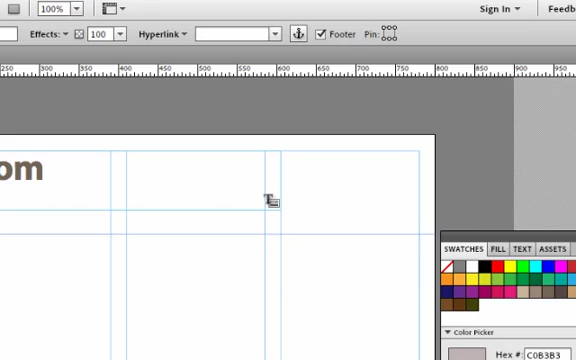 100% Sign In Feedb
Effects: 100 Hyperlink Footer Pin:
250 300 350 400 450 500 550 600 650 700 750 800 850 900 950
om
SWATCHES FILL TEXT ASSETS
Color Picker
Hex #: C0B3B3